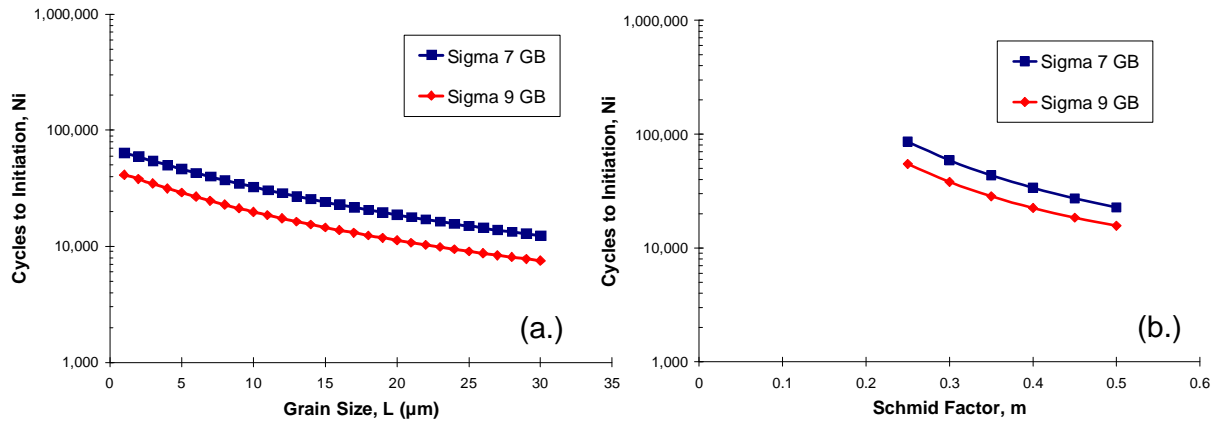 1,000,000
100,000
10,000
1,000
Cycles to Initiation, Ni
0
5
10
15
20
25
30
35
Grain Size, L (µm)
Sigma 7 GB
Sigma 9 GB
(a.)
1,000,000
100,000
10,000
1,000
Cycles to Initiation, Ni
0
0.1
0.2
0.3
0.4
0.5
0.6
Schmid Factor, m
Sigma 7 GB
Sigma 9 GB
(b.)